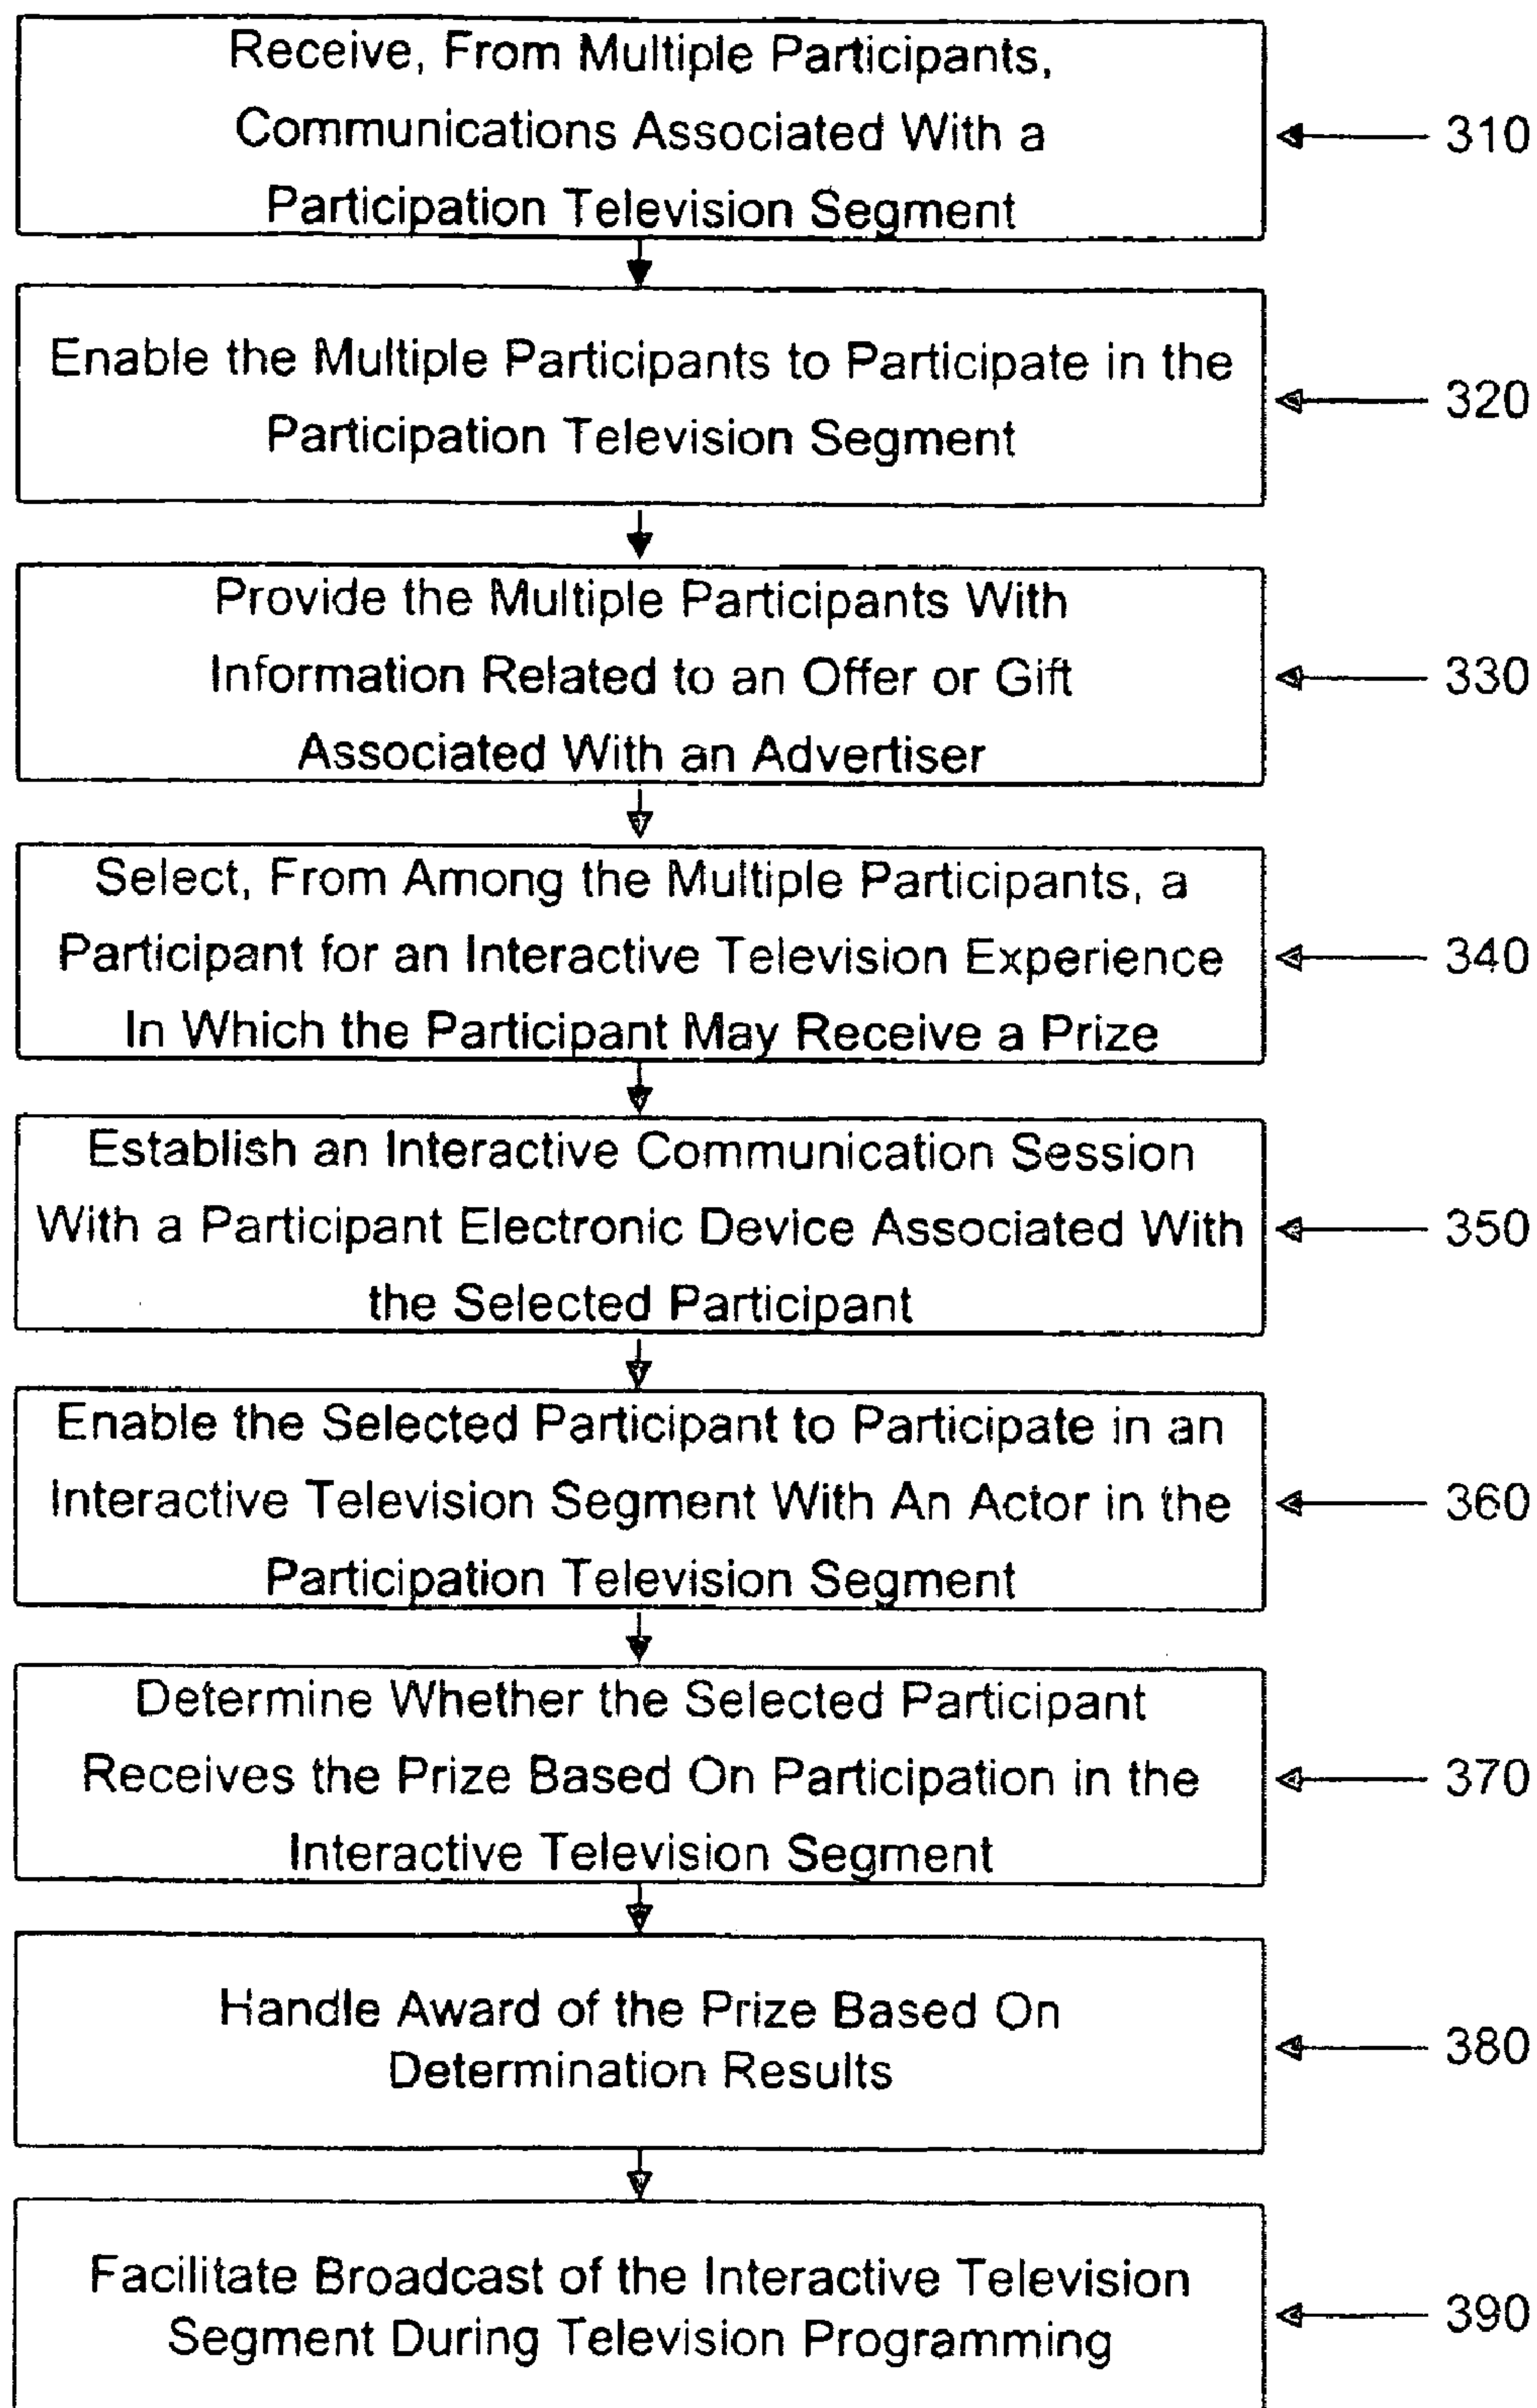 Receive, From Multiple Participants,
Communications Associated With a
Participation Television Segment
310
Enable the Multiple Participants to Participate in the
Participation Television Segment
320
Provide the Multiple Participants With
Information Related to an Offer or Gift
Associated With an Advertiser
330
Select, From Among the Multiple Participants, a
Participant for an Interactive Television Experience
In Which the Participant May Receive a Prize
340
Establish an Interactive Communication Session
With a Participant Electronic Device Associated With
the Selected Participant
350
Enable the Selected Participant to Participate in an
Interactive Television Segment With An Actor in the
Participation Television Segment
360
Determine Whether the Selected Participant
Receives the Prize Based On Participation in the
Interactive Television Segment
370
Handle Award of the Prize Based On
Determination Results
380
Facilitate Broadcast of the Interactive Television
Segment During Television Programming
390